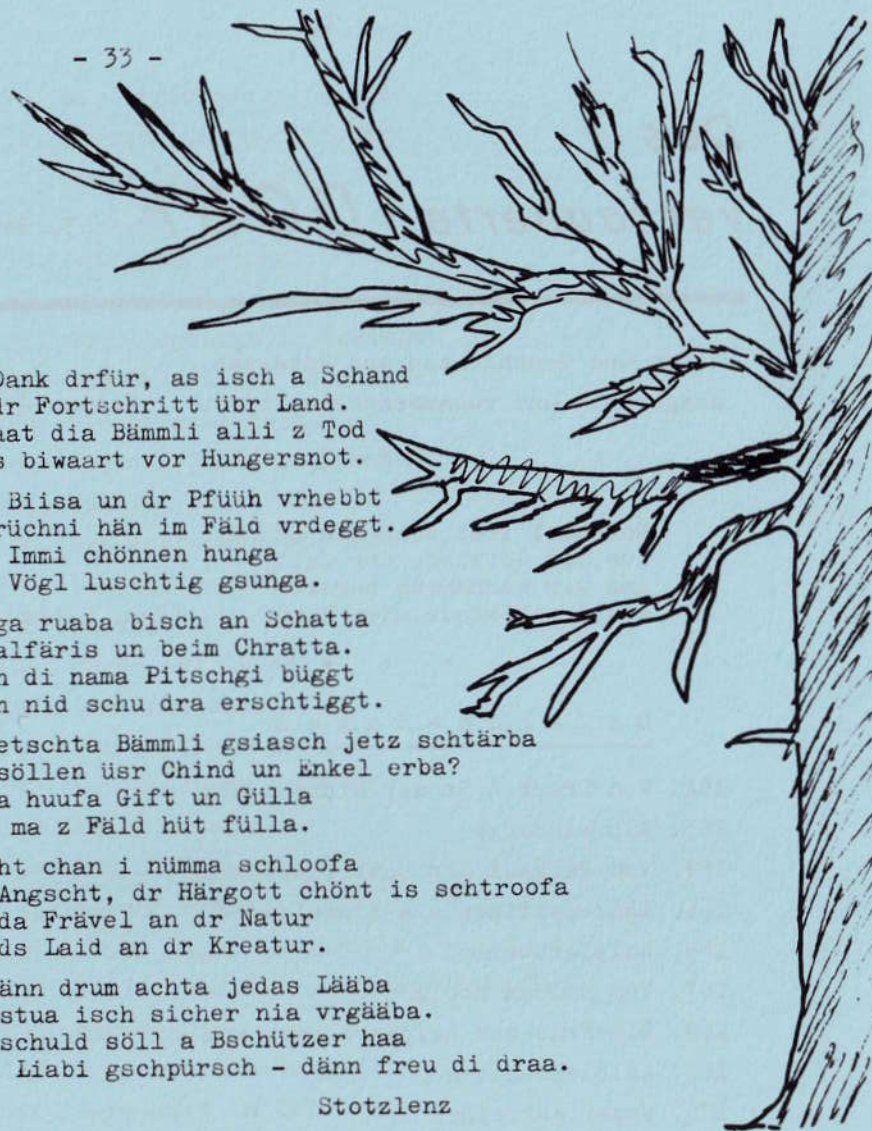 - 33 -
Dank drfür, as isch a Schand
dr Fortschritt übr Land.
aat dia Bämmli alli z Tod
s biwaart vor Hungersnot.
Biisa un dr Pfüüh vrhebbt
rüchni hän im Fäld vrdeggt.
Immi chönnen hunga
Vögl luschtig gsunga.
ga ruaba bisch an Schatta
alfäris un beim Chratta.
n di nama Pitschgi büggt
n nid schu dra erschtiggt.
etschta Bämmli gsiasch jetz schtärba
söllen üsr Chind un Enkel erba?
a huufa Gift un Gülla
ma z Fäld hüt fülla.
ht chan i nümma schloofa
Angscht, dr Härgott chönt is schtroofa
da Frävel an dr Natur
ds Laid an dr Kreatur.
änn drum achta jedas Lääba
stua isch sicher nia vrgääba.
schuld söll a Bschützer haa
Liabi gschpürsch - dänn freu di draa.
Stotzlenz